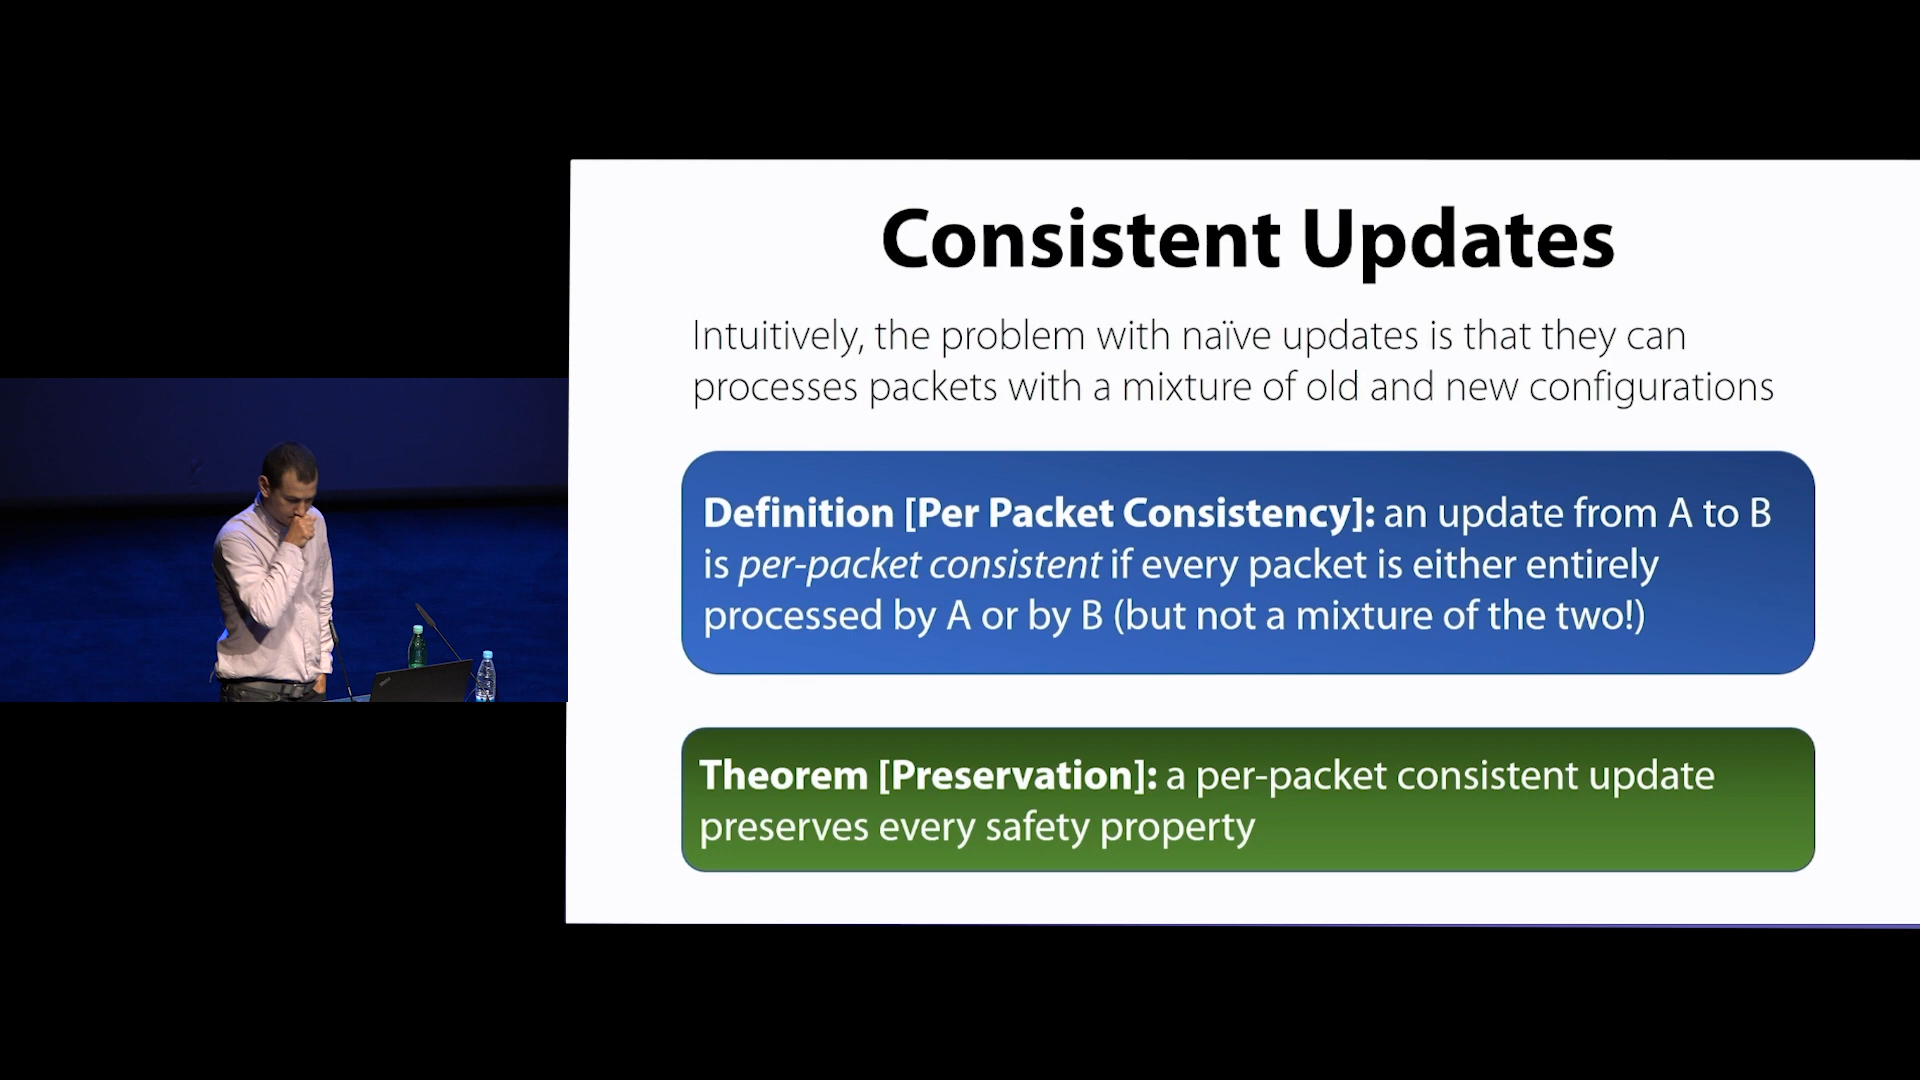 Consistent Updates
Intuitively, the problem with naïve updates is that they can
processes packets with a mixture of old and new configurations
Definition [Per Packet Consistency]: an update from A to B
is per-packet consistent if every packet is either entirely
processed by A or by B (but not a mixture of the two!)
Theorem [Preservation]: a per-packet consistent update
preserves every safety property